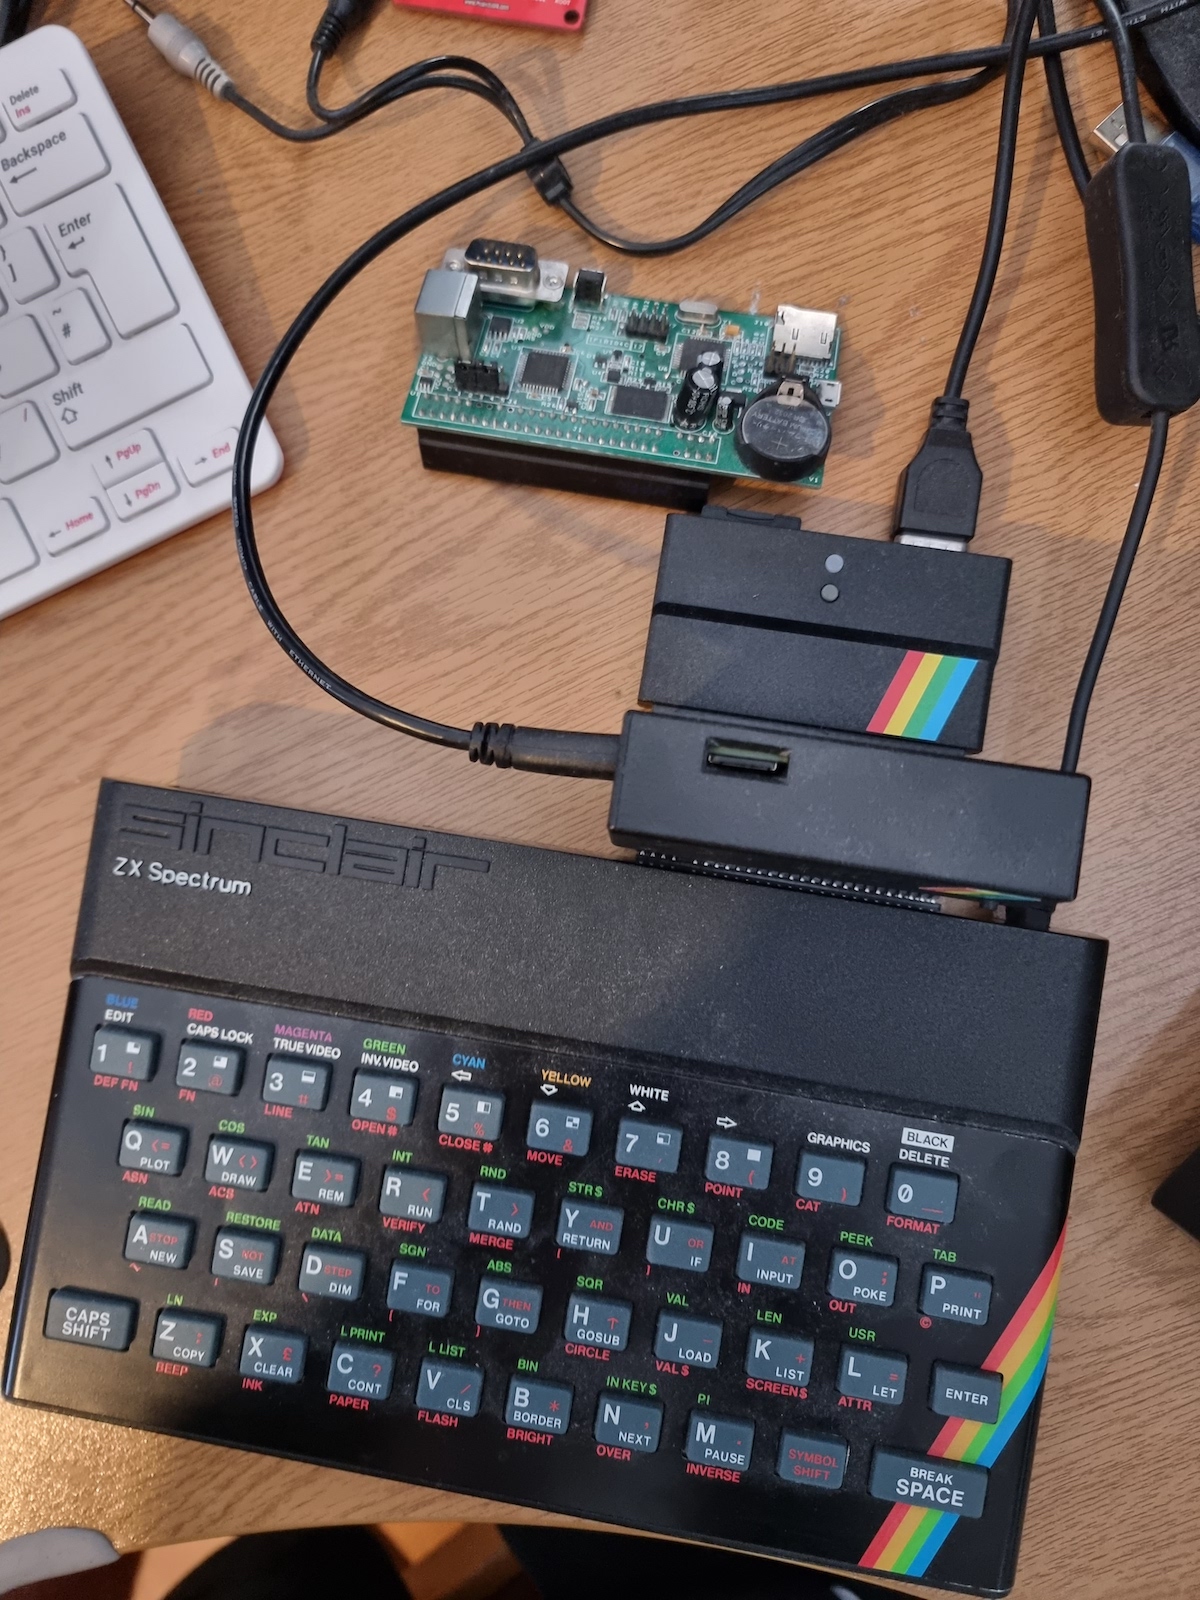 Delete
Ins
Backspace
Enter
~
#
Shift
PgUp
End
PgDn
Home
WITH ETHERNET
sinclair
ZX Spectrum
BLUE RED MAGENTA GREEN CYAN YELLOW WHITE BLACK
EDIT CAPS LOCK TRUE VIDEO INV.VIDEO GRAPHICS DELETE
1 ! 2 @ 3 # 4 $ 5 % 6 & 7 ' 8 ( 9 ) 0 _
DEF FN FN LINE OPEN # CLOSE # MOVE ERASE POINT CAT FORMAT
SIN COS TAN INT RND STR $ CHR $ CODE PEEK TAB
Q <= PLOT W <> DRAW E >= REM R < RUN T > RAND Y AND RETURN U OR IF I AT INPUT O ; POKE P " PRINT
ASN ACS ATN VERIFY MERGE [ ] IN OUT ©
READ RESTORE DATA SGN ABS SQR VAL LEN USR
A STOP NEW S NOT SAVE D STEP DIM F TO FOR G THEN GOTO H ↑ GOSUB J - LOAD K + LIST L = LET ENTER
~ | \ { } CIRCLE VAL $ SCREEN $ ATTR
LN EXP L PRINT L LIST BIN IN KEY $ PI
CAPS SHIFT Z : COPY X £ CLEAR C ? CONT V / CLS B * BORDER N , NEXT M . PAUSE SYMBOL SHIFT BREAK SPACE
BEEP INK PAPER FLASH BRIGHT OVER INVERSE